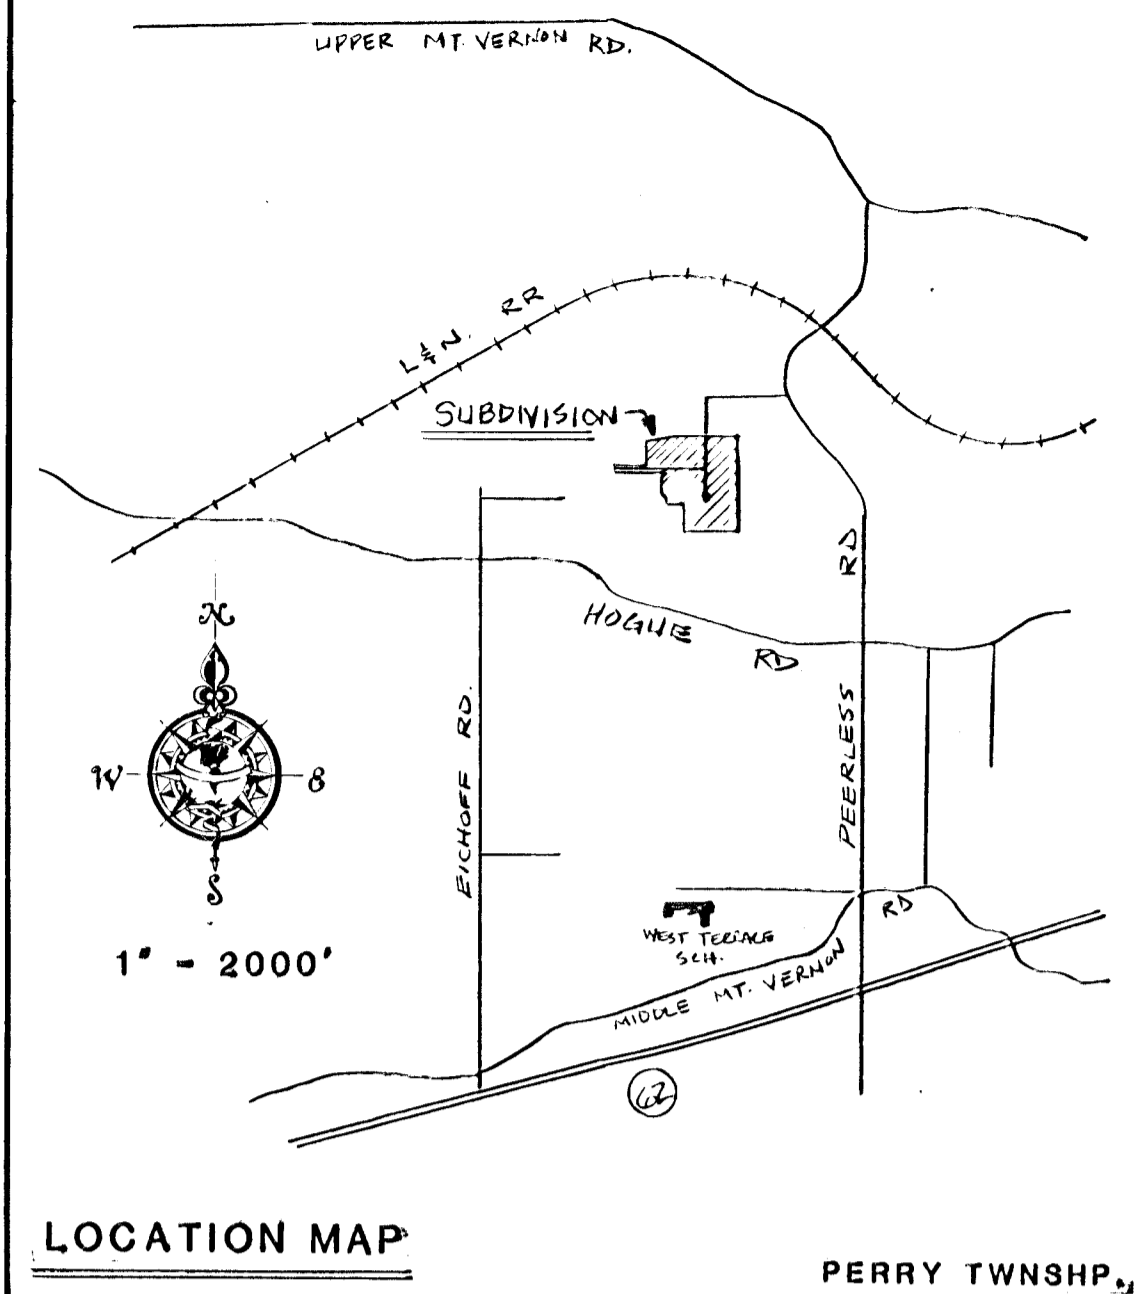 UPPER MT. VERNON RD.
L & N. RR
SUBDIVISION
HOGUE RD
PEERLESS RD
EICHOFF RD.
N
W
S
1" - 2000'
WEST TERRACE
SCH.
MIDDLE MT. VERNON RD
62
LOCATION MAP
PERRY TWNSHP.